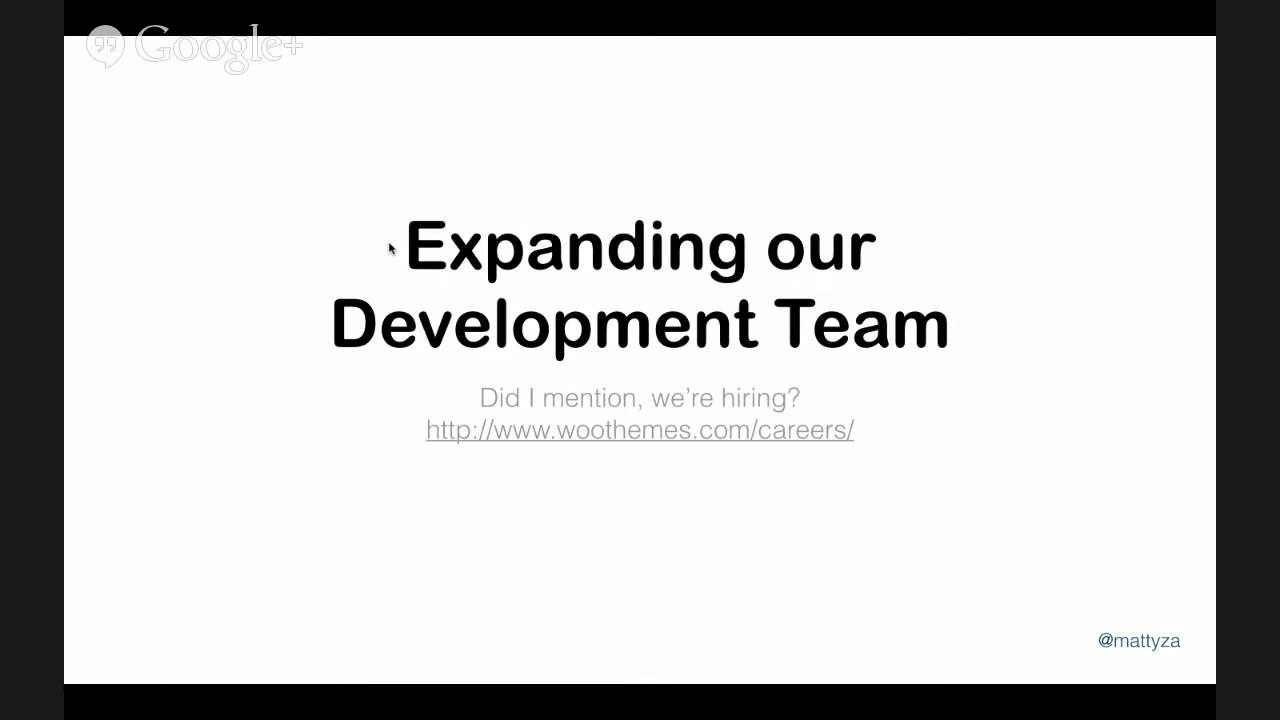 Google+
Expanding our
Development Team
Did I mention, we're hiring?
http://www.woothemes.com/careers/
@mattyza